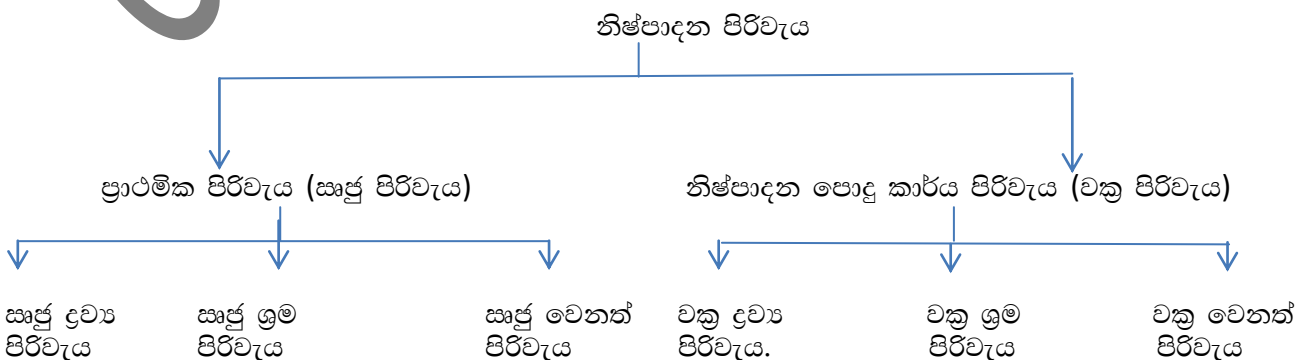 නිෂ්පාදන පිරිවැය
ප්‍රාථමික පිරිවැය (ඍජු පිරිවැය) නිෂ්පාදන පොදු කාර්ය පිරිවැය (වක්‍ර පිරිවැය)
ඍජු ද්‍රව්‍ය ඍජු ශ්‍රම ඍජු වෙනත් වක්‍ර ද්‍රව්‍ය වක්‍ර ශ්‍රම වක්‍ර වෙනත්
පිරිවැය පිරිවැය පිරිවැය පිරිවැය. පිරිවැය පිරිවැය